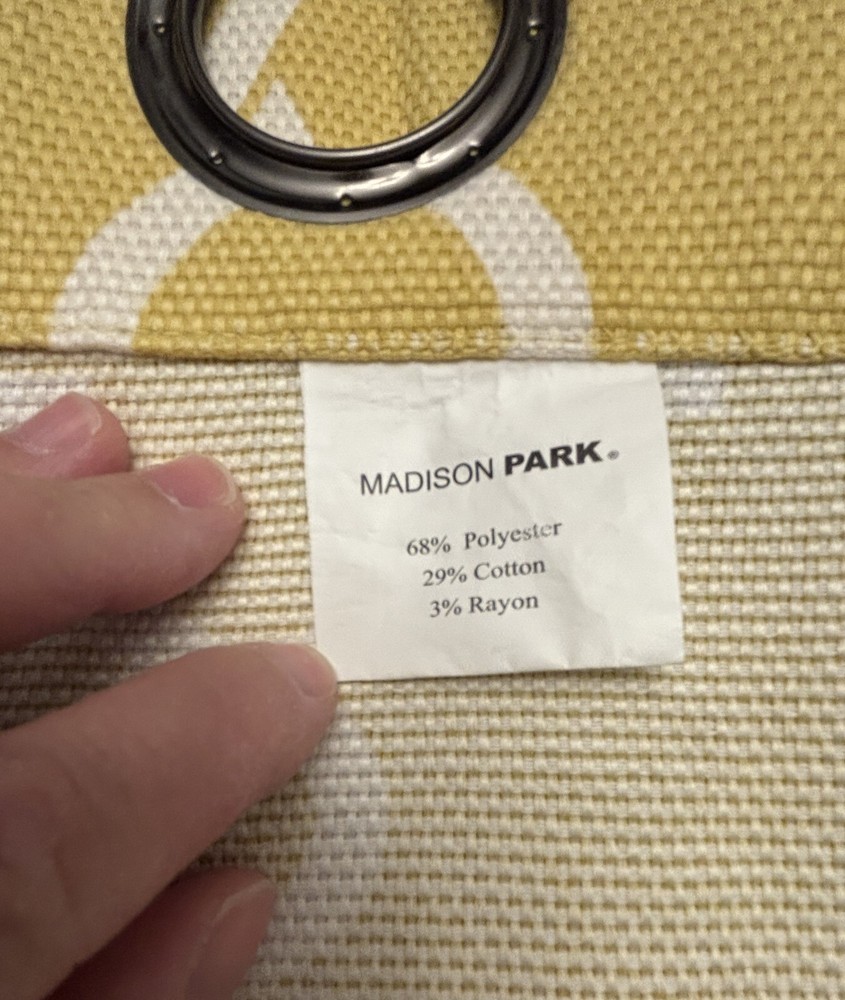 MADISON PARK®
68% Polyester
29% Cotton
3% Rayon